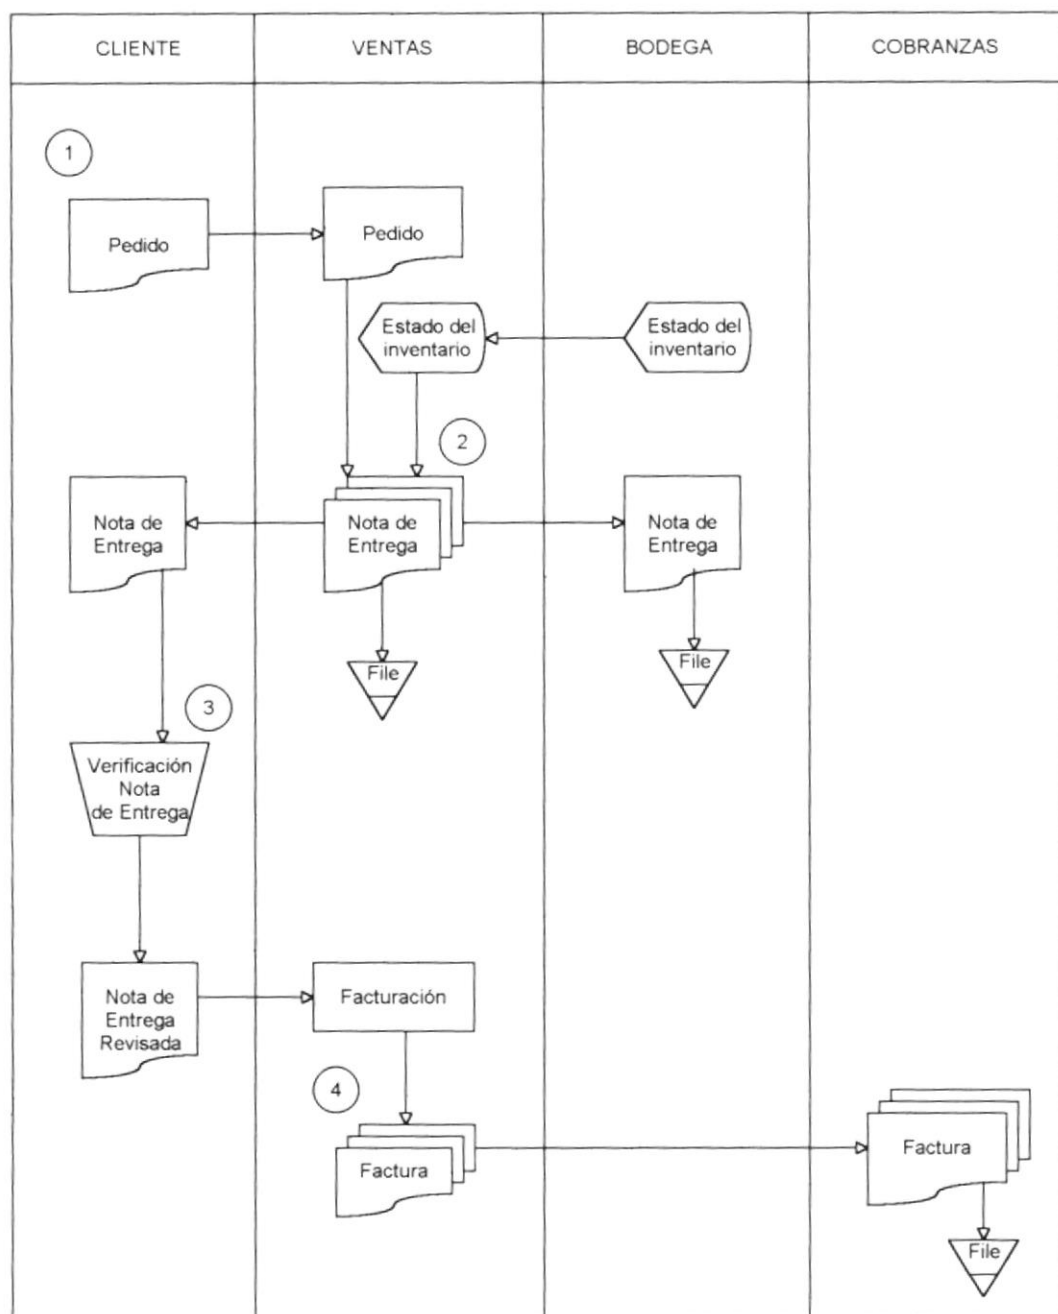 CLIENTE
VENTAS
BODEGA
COBRANZAS
1
Pedido
Pedido
Estado del
inventario
Estado del
inventario
2
Nota de
Entrega
Nota de
Entrega
Nota de
Entrega
File
File
3
Verificación
Nota
de Entrega
Nota de
Entrega
Revisada
Facturación
4
Factura
Factura
File